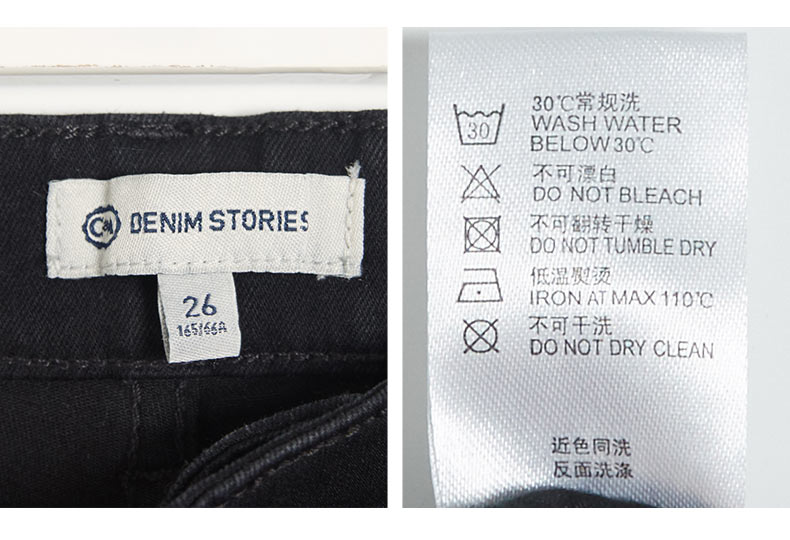 DENIM STORIES
26
165/66A
30
30℃常规洗
WASH WATER
BELOW 30℃
不可漂白
DO NOT BLEACH
不可翻转干燥
DO NOT TUMBLE DRY
低温熨烫
IRON AT MAX 110℃
不可干洗
DO NOT DRY CLEAN
近色同洗
反面洗涤